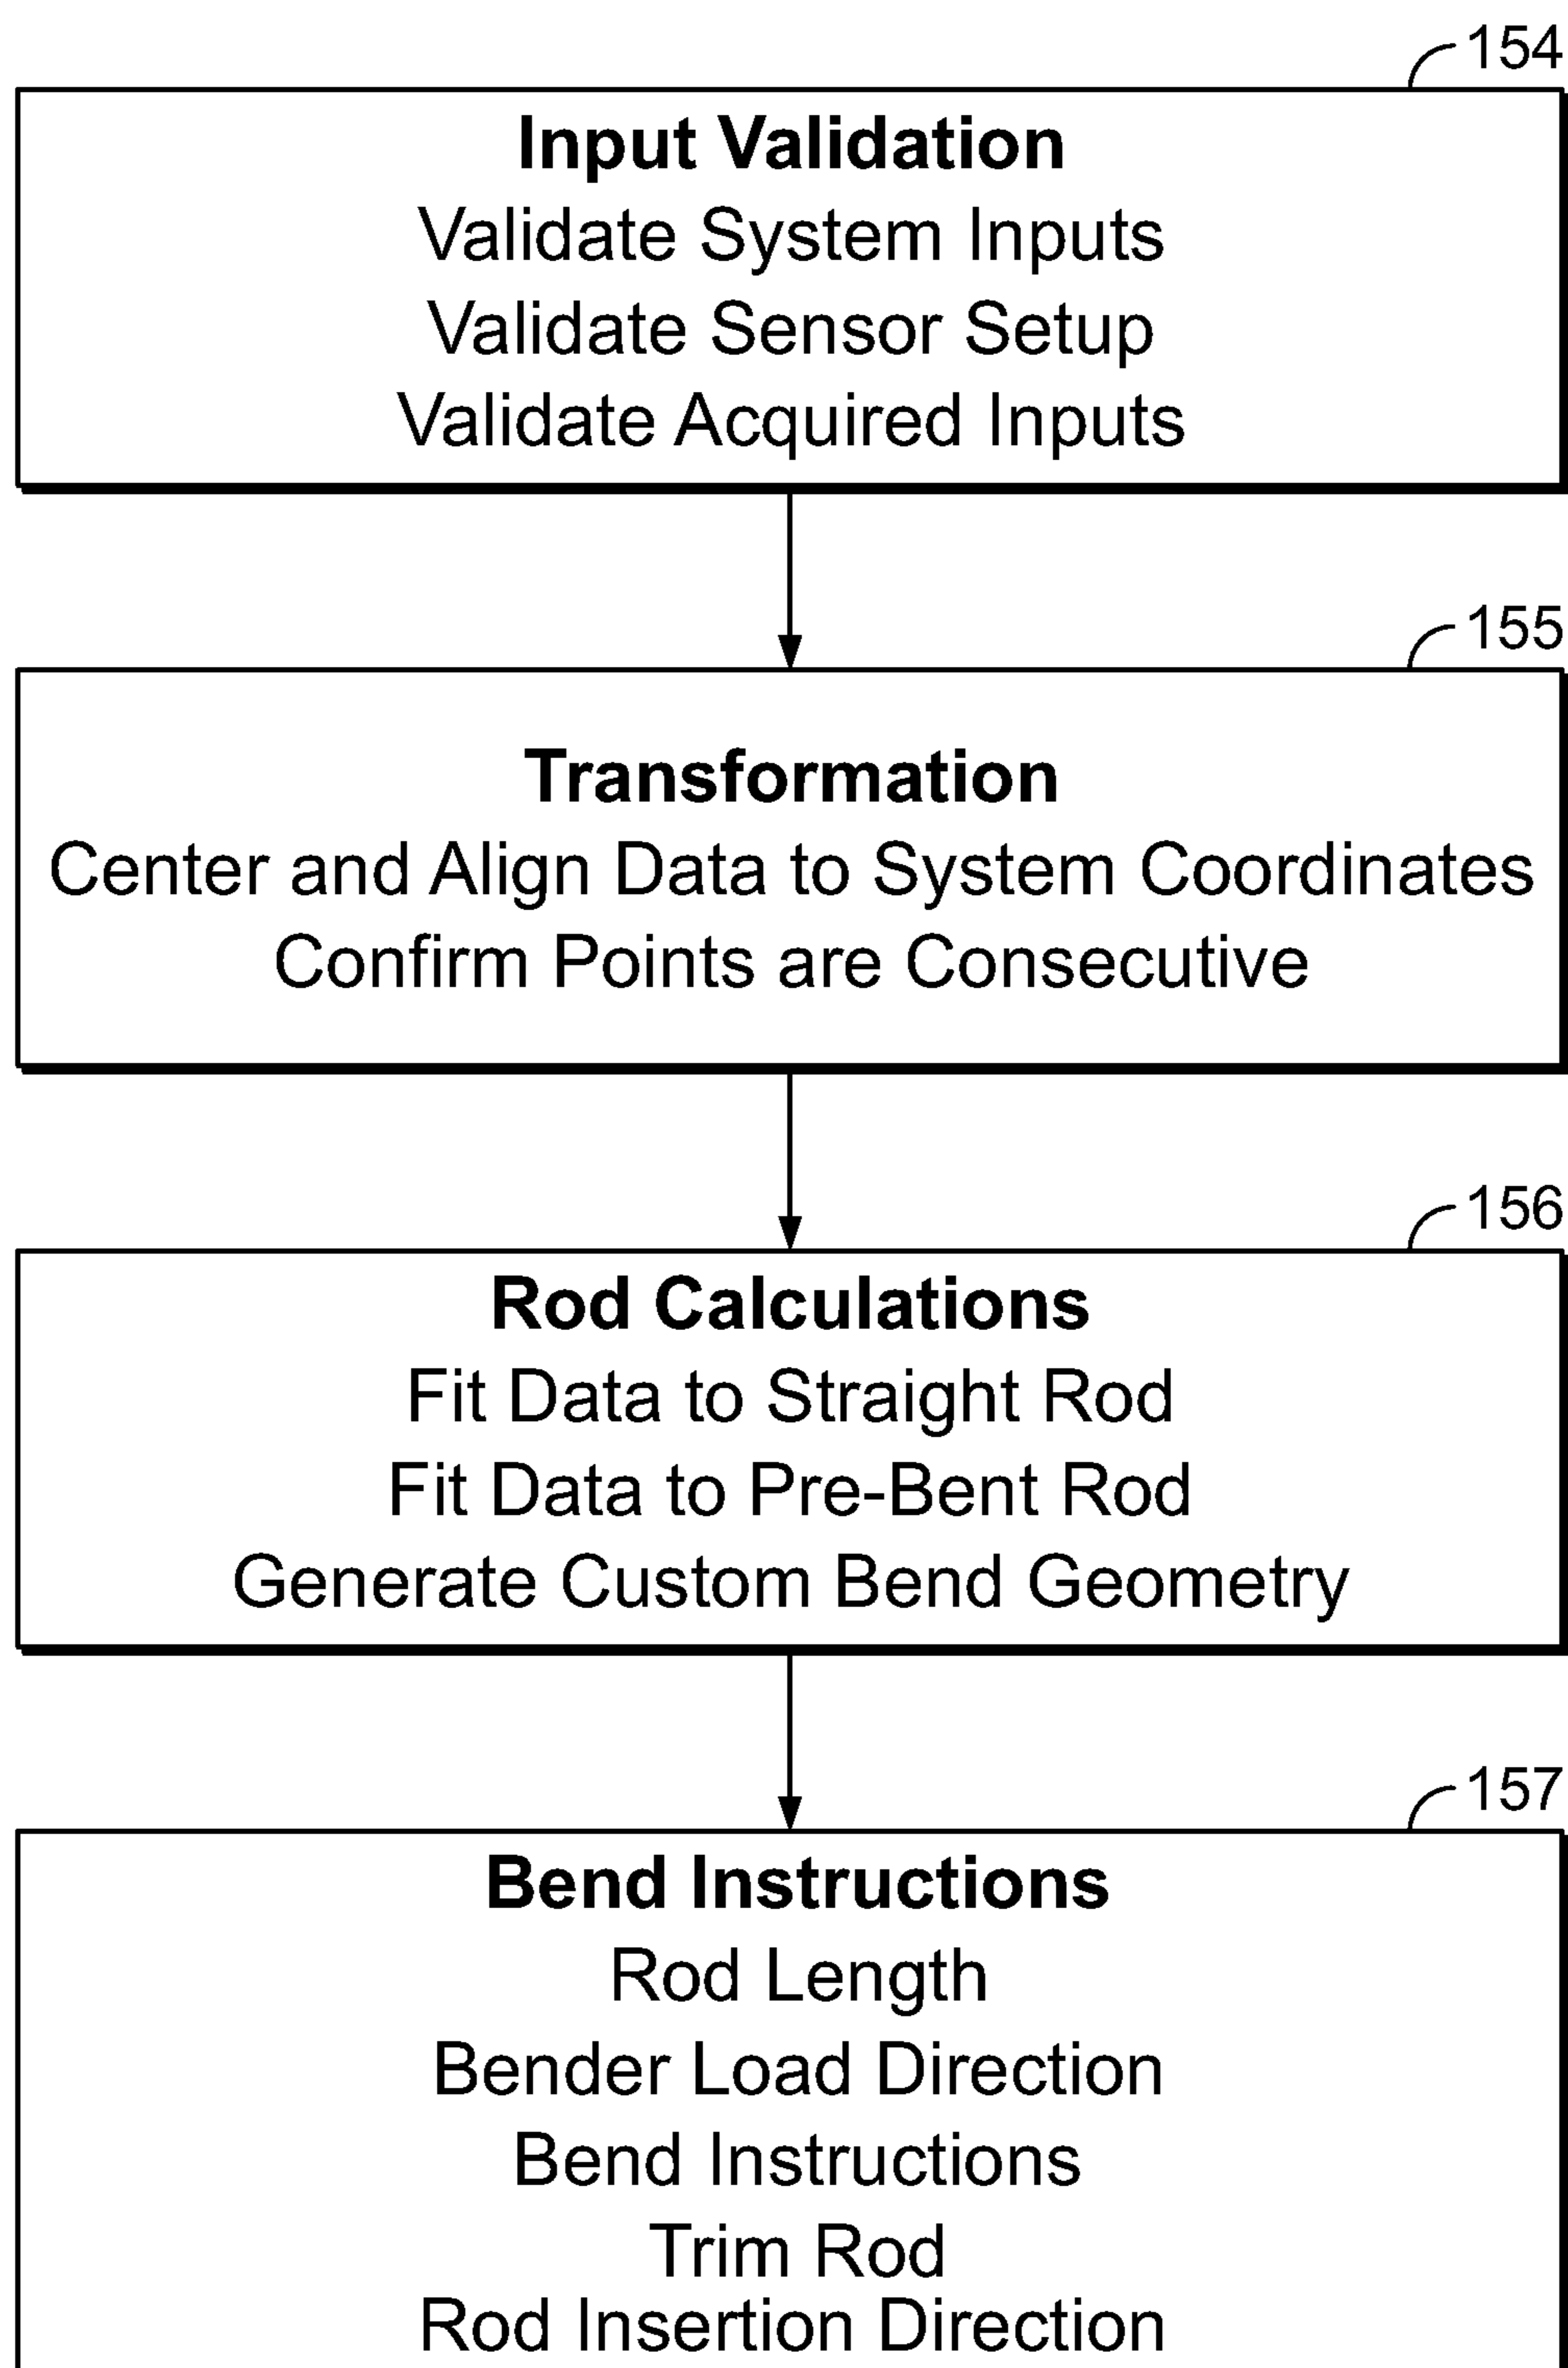 154
Input Validation
Validate System Inputs
Validate Sensor Setup
Validate Acquired Inputs
155
Transformation
Center and Align Data to System Coordinates
Confirm Points are Consecutive
156
Rod Calculations
Fit Data to Straight Rod
Fit Data to Pre-Bent Rod
Generate Custom Bend Geometry
157
Bend Instructions
Rod Length
Bender Load Direction
Bend Instructions
Trim Rod
Rod Insertion Direction